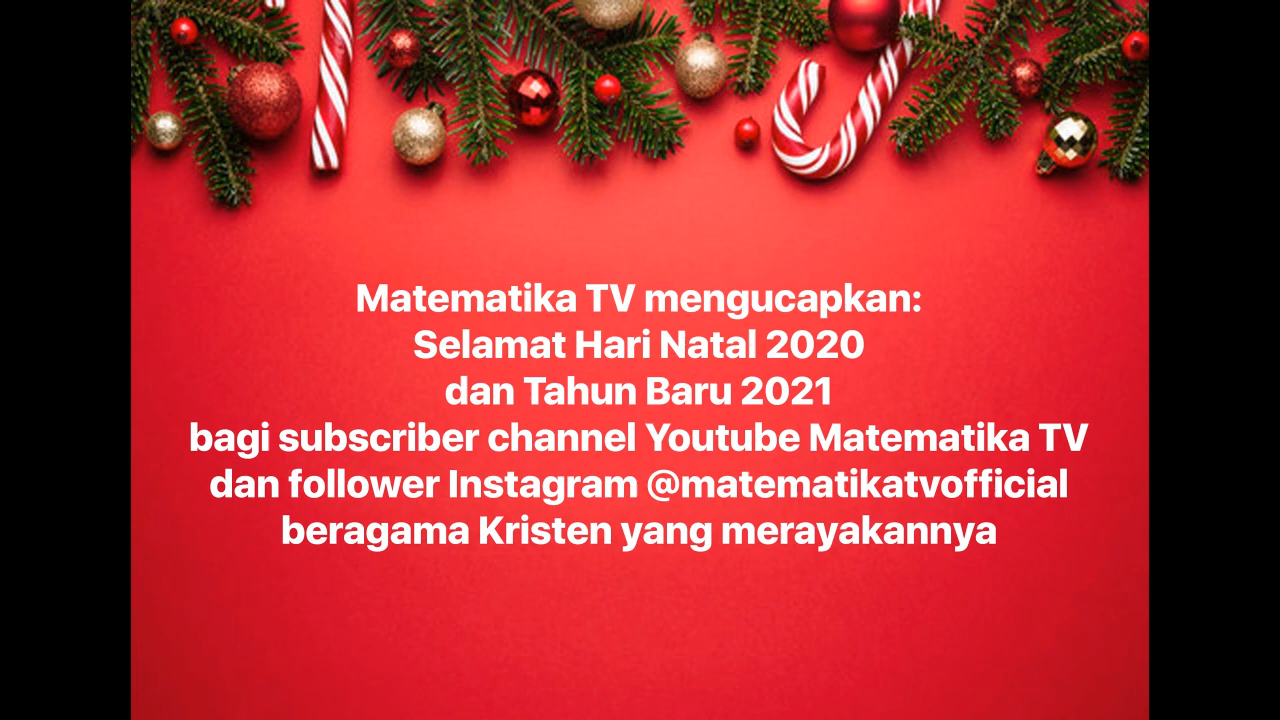 Matematika TV mengucapkan:
Selamat Hari Natal 2020
dan Tahun Baru 2021
bagi subscriber channel Youtube Matematika TV
dan follower Instagram @matematikatvofficial
beragama Kristen yang merayakannya